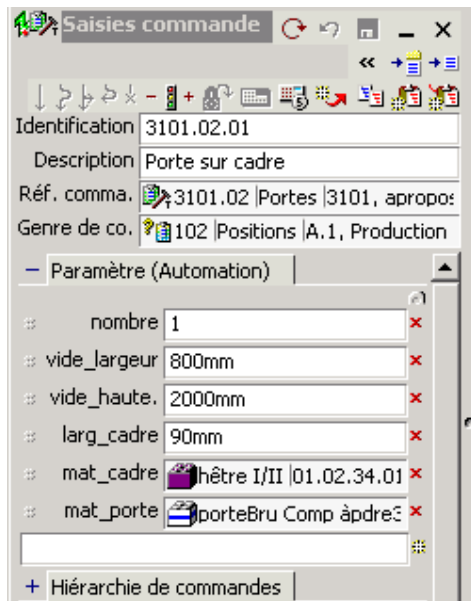 Saisies commande
Identification 3101.02.01
Description Porte sur cadre
Réf. comma. 3101.02 |Portes |3101, apropos
Genre de co. 102 |Positions |A.1, Production
Paramètre (Automation)
nombre 1
vide_largeur 800mm
vide_haute. 2000mm
larg_cadre 90mm
mat_cadre hêtre I/II |01.02.34.01
mat_porte porteBru Comp àpdre3
Hiérarchie de commandes